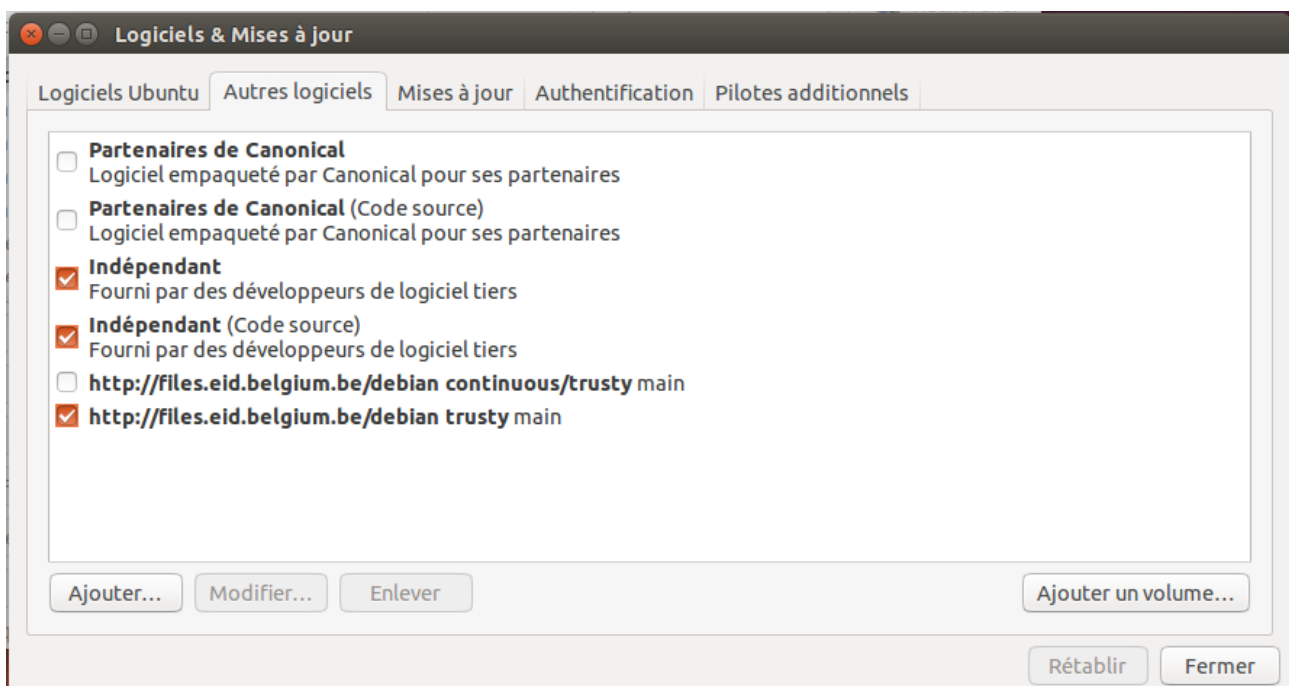 Logiciels & Mises à jour
Logiciels Ubuntu Autres logiciels Mises à jour Authentification Pilotes additionnels
Partenaires de Canonical
Logiciel empaqueté par Canonical pour ses partenaires
Partenaires de Canonical (Code source)
Logiciel empaqueté par Canonical pour ses partenaires
Indépendant
Fourni par des développeurs de logiciel tiers
Indépendant (Code source)
Fourni par des développeurs de logiciel tiers
http://files.eid.belgium.be/debian continuous/trusty main
http://files.eid.belgium.be/debian trusty main
Ajouter... Modifier... Enlever Ajouter un volume...
Rétablir Fermer